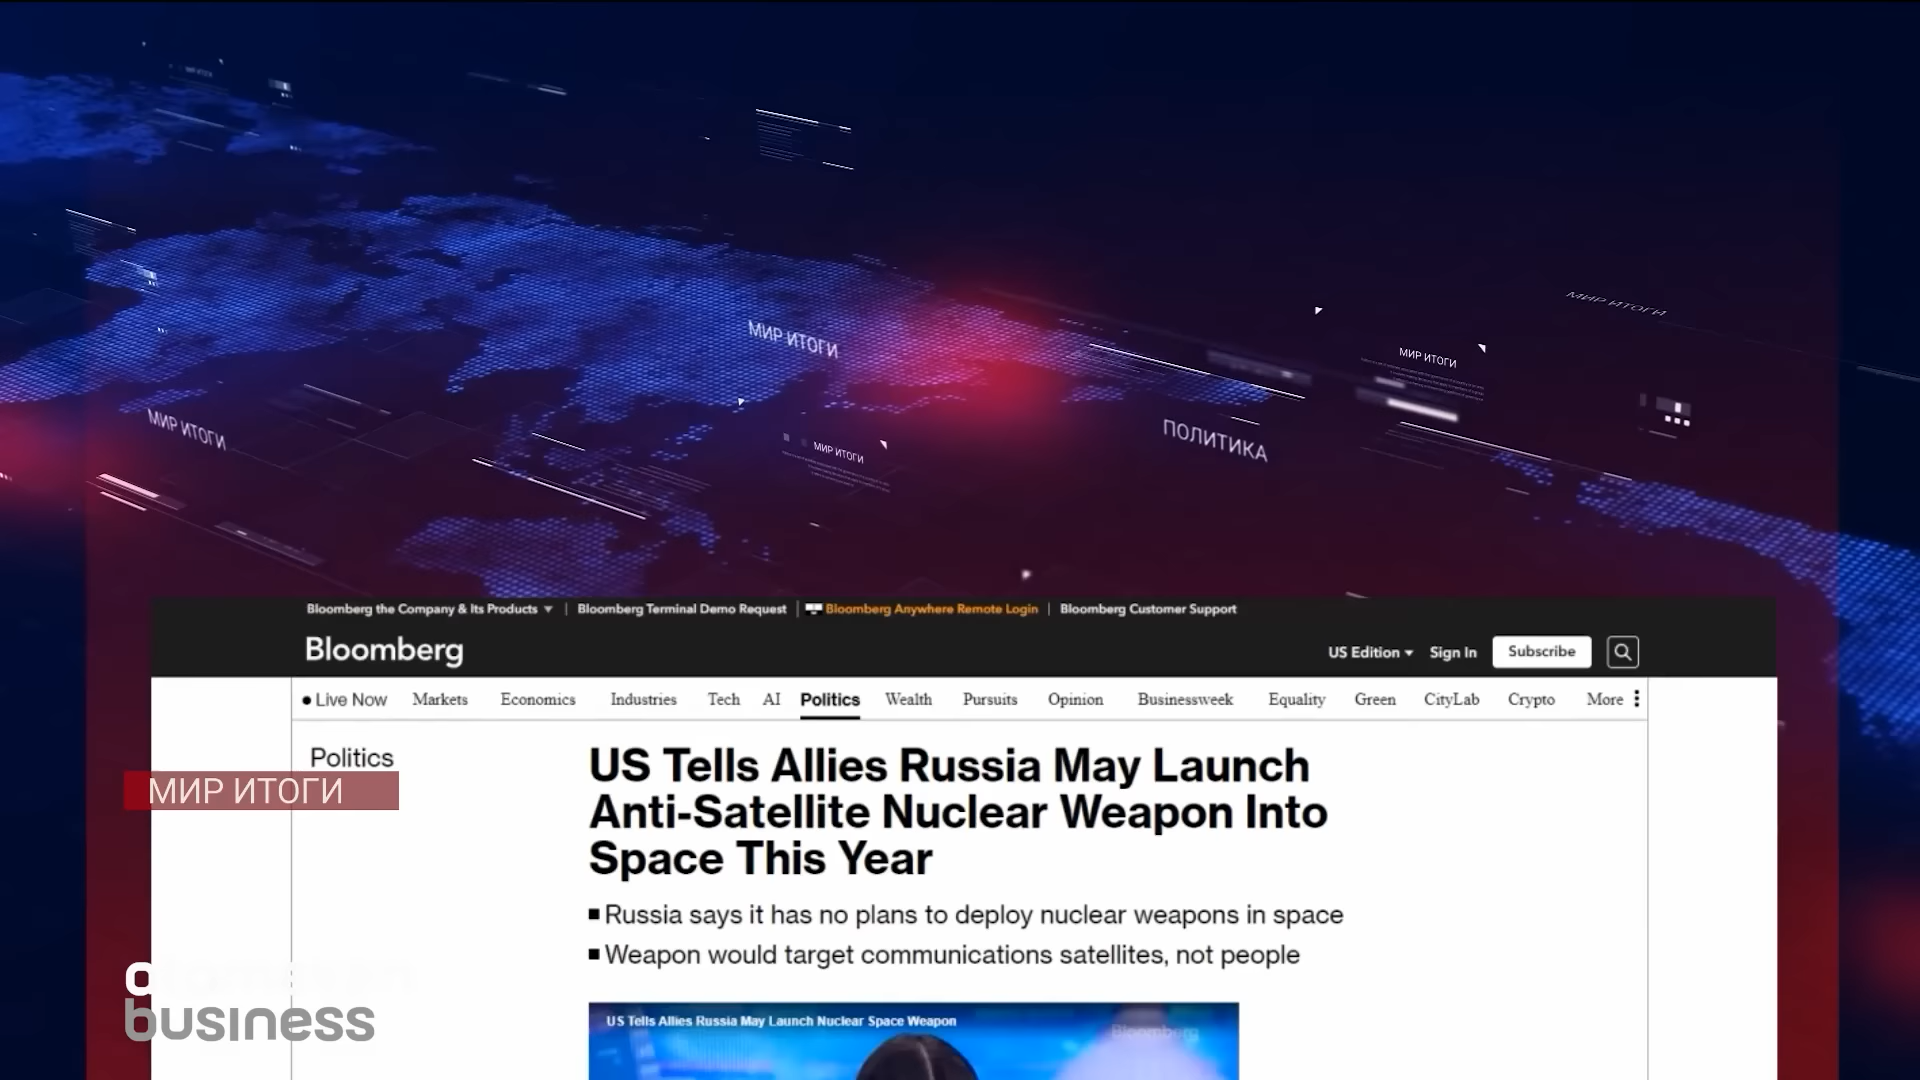 МИР ИТОГИ
МИР ИТОГИ
МИР ИТОГИ
МИР ИТОГИ
МИР ИТОГИ
ПОЛИТИКА
МИР ИТОГИ
Bloomberg the Company & Its Products
Bloomberg Terminal Demo Request
Bloomberg Anywhere Remote Login
Bloomberg Customer Support
Bloomberg
US Edition
Sign In
Subscribe
Live Now Markets Economics Industries Tech AI Politics Wealth Pursuits Opinion Businessweek Equality Green CityLab Crypto More
Politics
МИР ИТОГИ
US Tells Allies Russia May Launch
Anti-Satellite Nuclear Weapon Into
Space This Year
Russia says it has no plans to deploy nuclear weapons in space
Weapon would target communications satellites, not people
business
US Tells Allies Russia May Launch Nuclear Space Weapon
Bloomberg